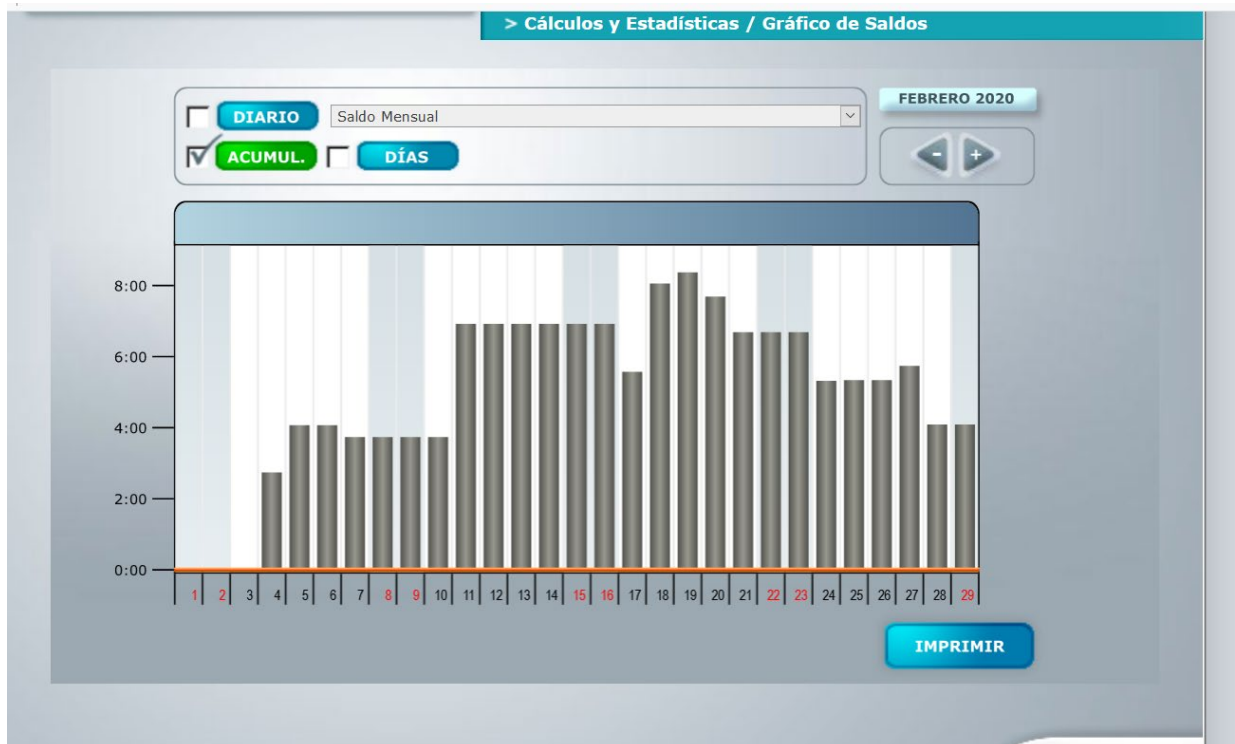 > Cálculos y Estadísticas / Gráfico de Saldos
DIARIO Saldo Mensual
FEBRERO 2020
ACUMUL. DÍAS
- +
8:00
6:00
4:00
2:00
0:00
1 2 3 4 5 6 7 8 9 10 11 12 13 14 15 16 17 18 19 20 21 22 23 24 25 26 27 28 29
IMPRIMIR